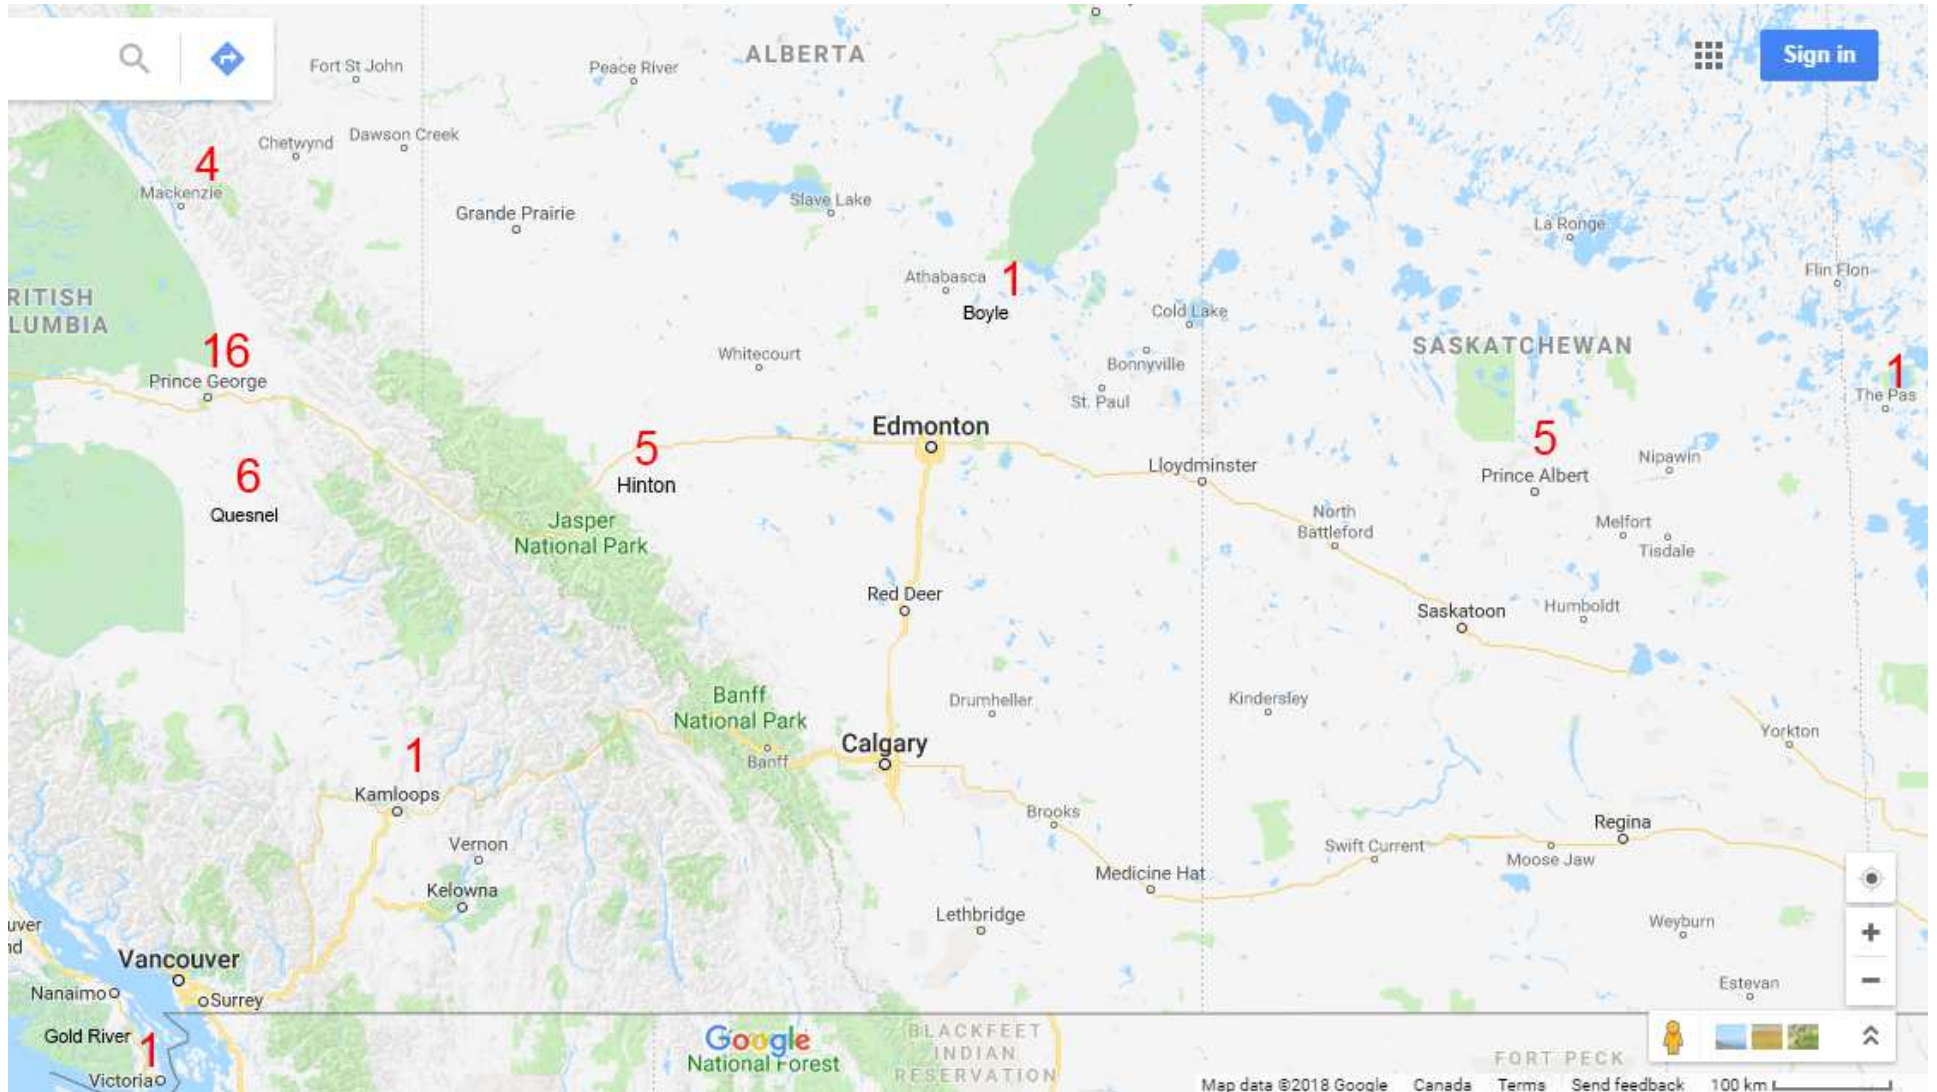 ALBERTA
Sign in
Fort St John
Peace River
Chetwynd
Dawson Creek
4
Mackenzie
Grande Prairie
Slave Lake
La Ronge
Athabasca
1
Boyle
Flin Flon
Cold Lake
RITISH
LUMBIA
16
Prince George
Whitecourt
Bonnyville
SASKATCHEWAN
1
The Pas
St. Paul
Edmonton
5
Hinton
5
Prince Albert
Nipawin
Lloydminster
6
Quesnel
Jasper
National Park
North
Battleford
Melfort
Tisdale
Red Deer
Saskatoon
Humboldt
Banff
National Park
Drumheller
Kindersley
Yorkton
1
Kamloops
Banff
Calgary
Brooks
Regina
Vernon
Swift Current
Moose Jaw
Kelowna
Medicine Hat
Lethbridge
Weyburn
uver
nd
Vancouver
Estevan
Nanaimo
Surrey
Gold River
1
Victoria
Google
National Forest
BLACKFEET
INDIAN
RESERVATION
FORT PECK
Map data ©2018 Google Canada Terms Send feedback 100 km